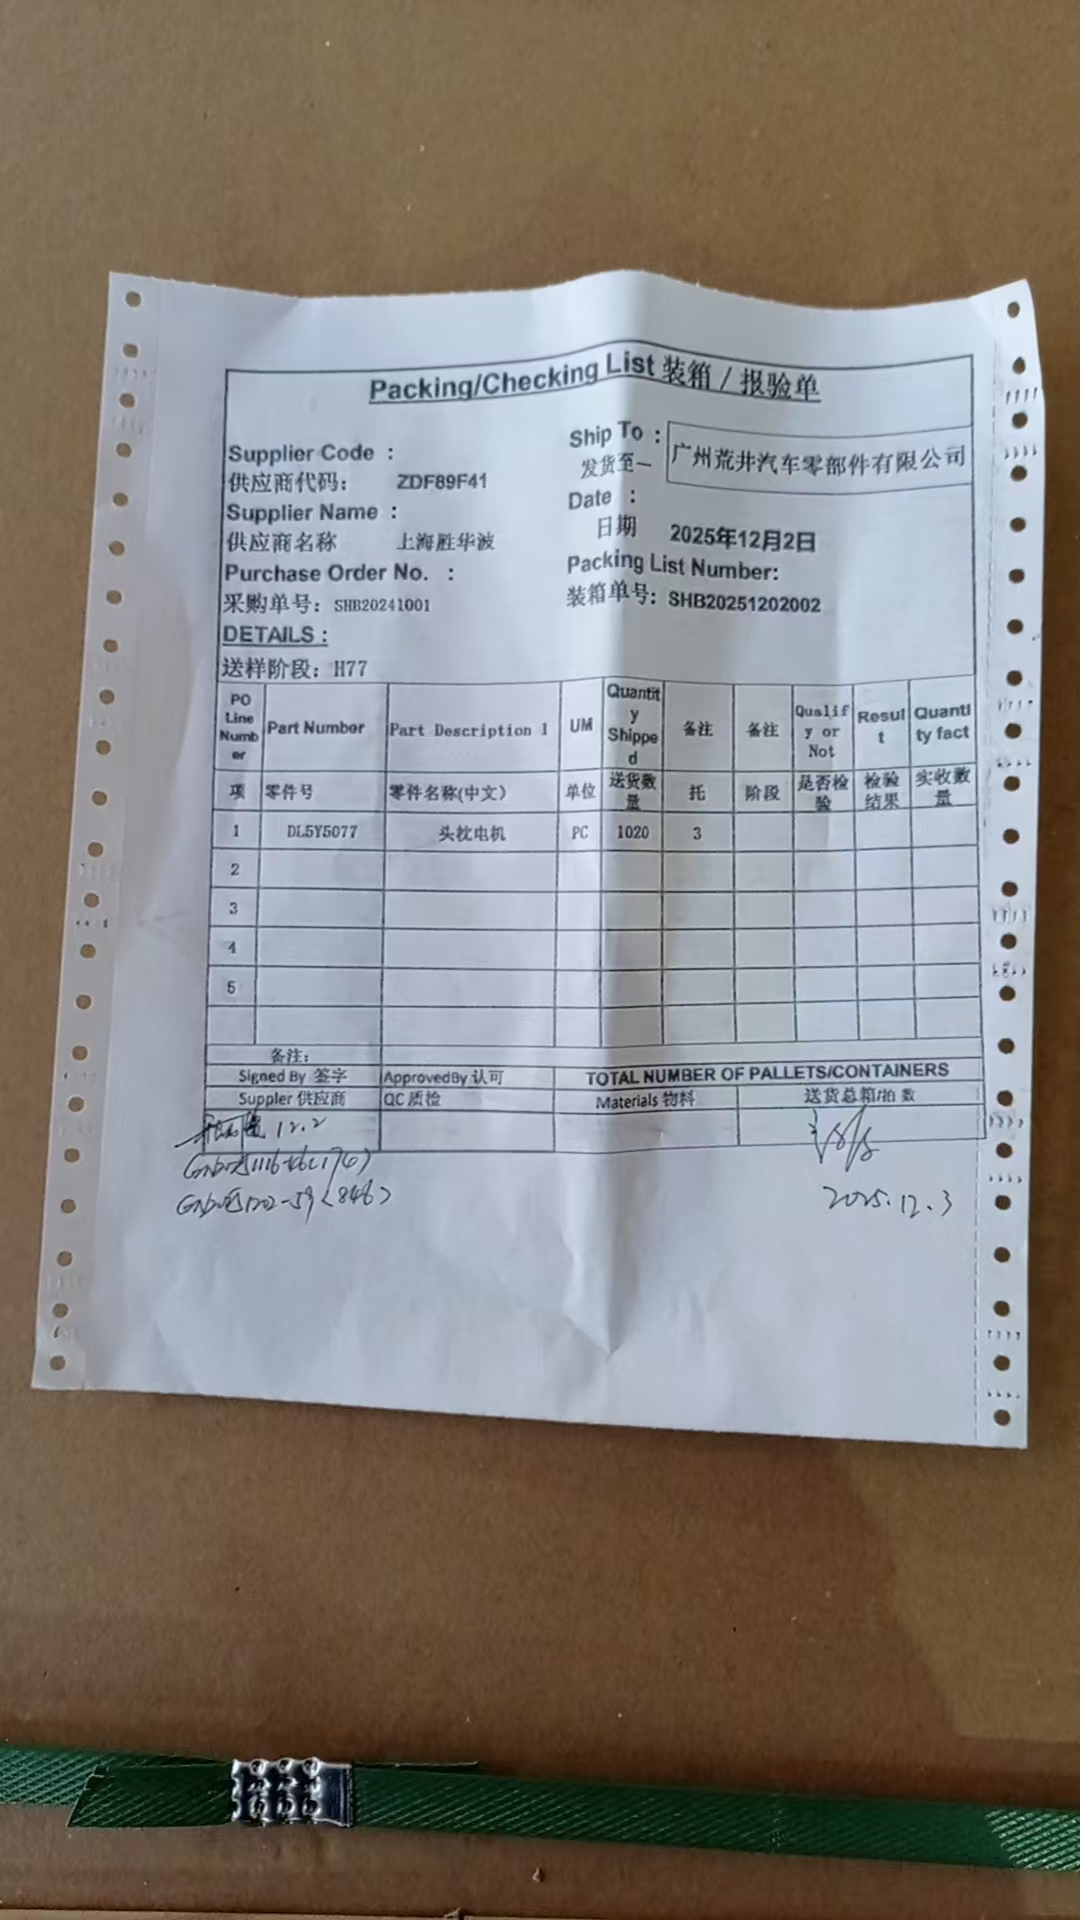 Packing/Checking List 装箱 / 报验单
Supplier Code :
供应商代码: ZDF89F41
Supplier Name :
供应商名称 上海胜华波
Purchase Order No. :
采购单号: SHB20241001
DETAILS :
送样阶段: H77
Ship To :
发货至— 广州荒井汽车零部件有限公司
Date :
日期 2025年12月2日
Packing List Number:
装箱单号: SHB20251202002
PO Line Number Part Number Part Description 1 UM Quantity Shipped 备注 备注 Qualify or Not Result Quantity fact
项 零件号 零件名称(中文) 单位 送货数量 托 阶段 是否检验 检验结果 实收数量
1 DL5Y5077 头枕电机 PC 1020 3
2
3
4
5
备注:
Signed By 签字 ApprovedBy 认可 TOTAL NUMBER OF PALLETS/CONTAINERS
Suppler 供应商 QC 质检 Materials 物料 送货总箱/拍 数
12.2
2025.12.3